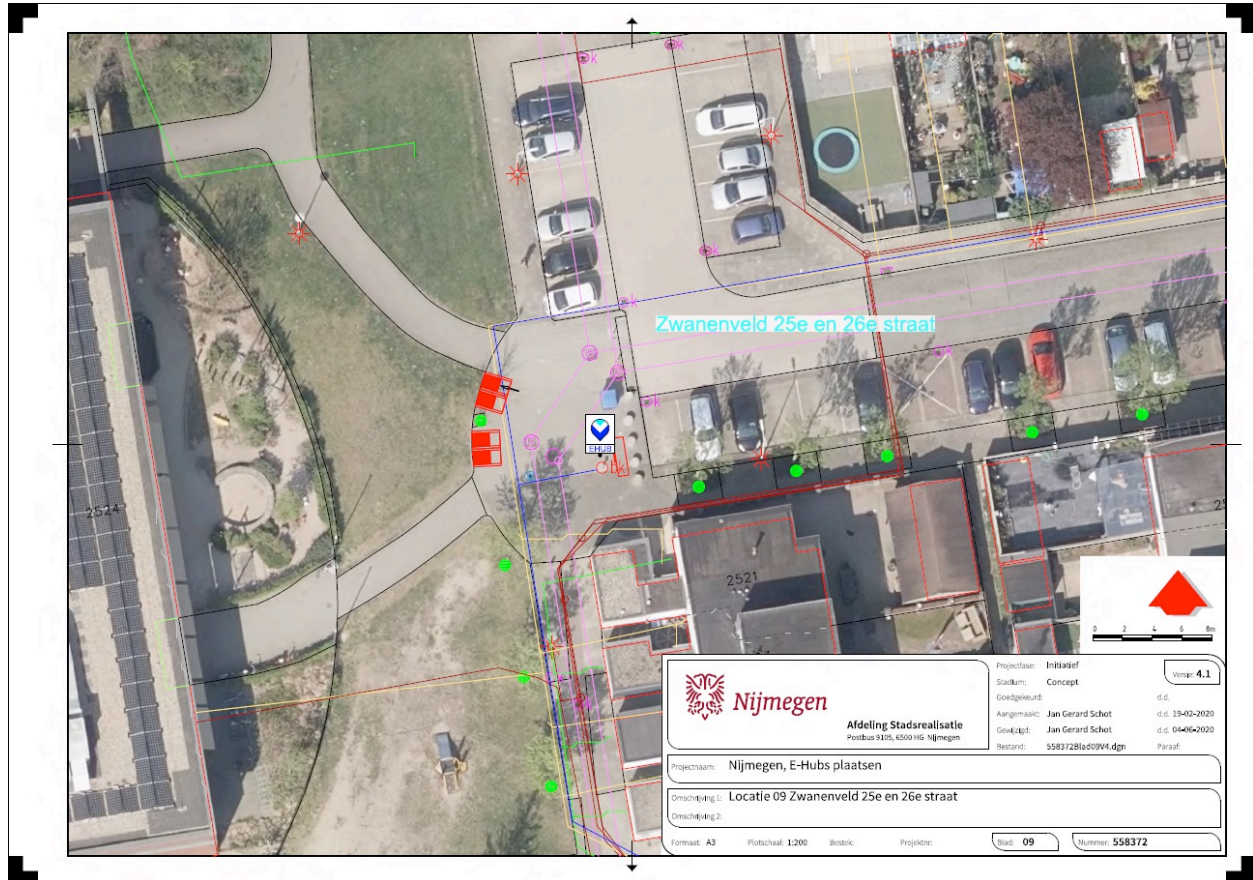 k
k
k
k
Zwanenveld 25e en 26e straat
k
k
EHUB
bk
2524
2521
0 2 4 6 8m
Nijmegen
Afdeling Stadsrealisatie
Postbus 9105, 6500 HG Nijmegen
Projectfase: Initiatief
Versie: 4.1
Stadium: Concept
Goedgekeurd: d.d.
Aangemaakt: Jan Gerard Schot d.d. 19-02-2020
Gewijzigd: Jan Gerard Schot d.d. 04-06-2020
Bestand: 558372Blad09V4.dgn Paraaf:
Projectnaam: Nijmegen, E-Hubs plaatsen
Omschrijving 1: Locatie 09 Zwanenveld 25e en 26e straat
Omschrijving 2:
Formaat: A3 Plotschaal: 1:200 Bestek: Projektnr: Blad: 09 Nummer: 558372